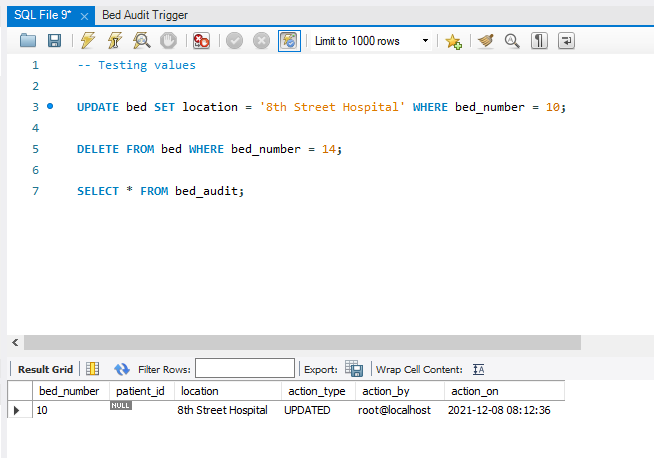 SQL File 9* × Bed Audit Trigger
Limit to 1000 rows
1 -- Testing values
2
3 UPDATE bed SET location = '8th Street Hospital' WHERE bed_number = 10;
4
5 DELETE FROM bed WHERE bed_number = 14;
6
7 SELECT * FROM bed_audit;
Result Grid Filter Rows: Export: Wrap Cell Content: IA
bed_number patient_id location action_type action_by action_on
10 NULL 8th Street Hospital UPDATED root@localhost 2021-12-08 08:12:36